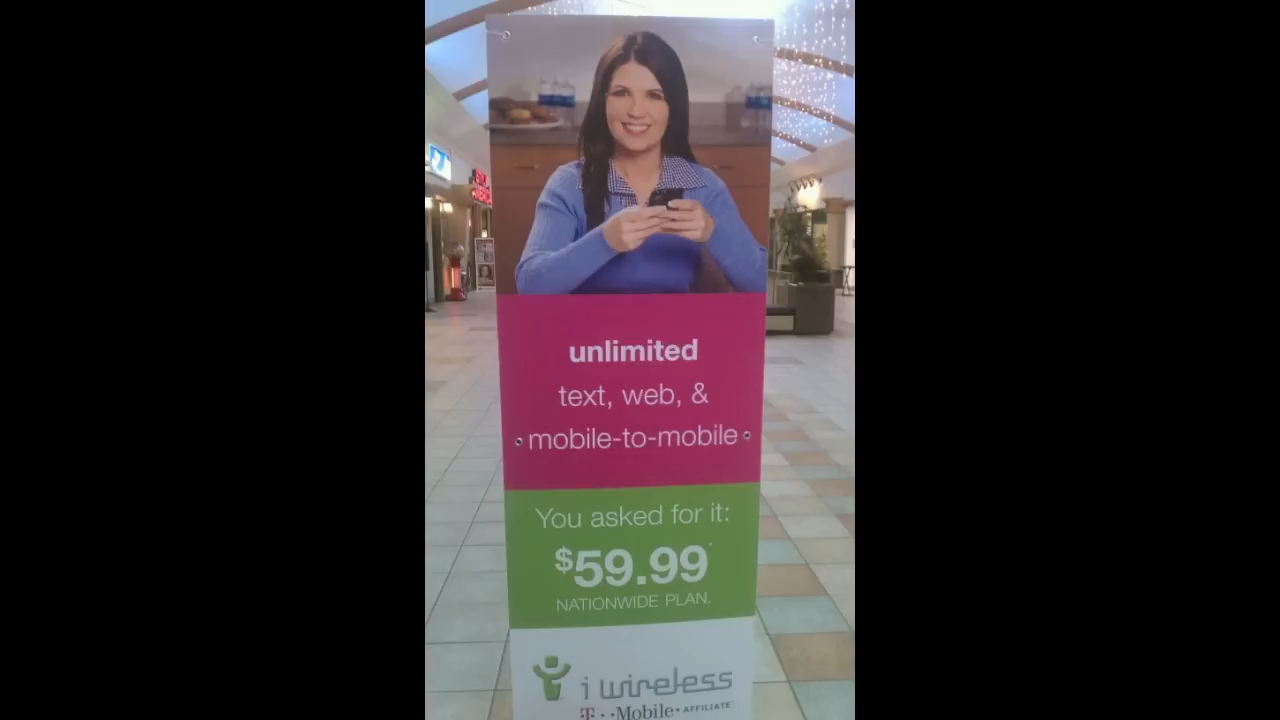 unlimited
text, web, &
mobile-to-mobile
You asked for it:
$59.99*
NATIONWIDE PLAN.
i wireless
T··Mobile· AFFILIATE